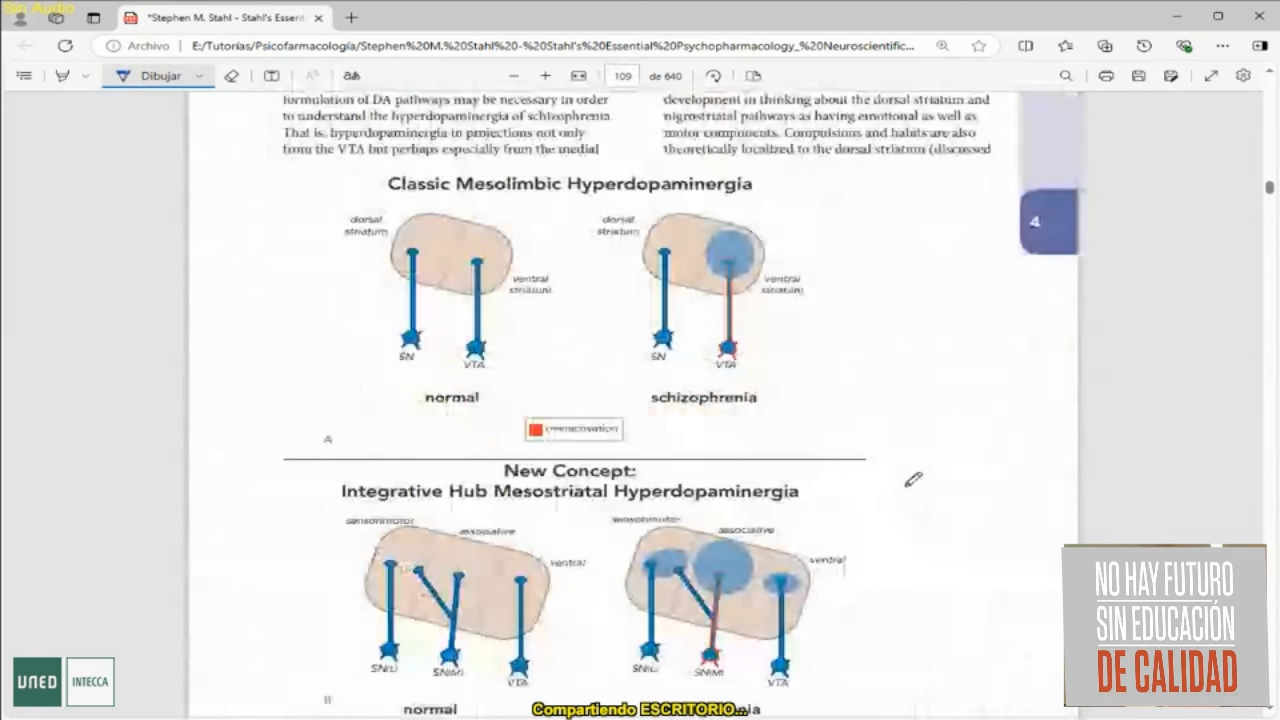 Sin Audio
*Stephen M. Stahl - Stahl's Essent
Archivo
E:/Tutorías/Psicofarmacología/Stephen%20M.%20Stahl%20-%20Stahl's%20Essential%20Psychopharmacology_%20Neuroscientific...
Dibujar
109
de 640
formulation of DA pathways may be necessary in order
to understand the hyperdopaminergia of schizophrenia
That is, hyperdopaminergia in projections not only
from the VTA but perhaps especially from the medial
development in thinking about the dorsal striatum and
nigrostriatal pathways as having emotional as well as
motor components. Compulsions and habits are also
theoretically localized to the dorsal striatum (discussed
4
Classic Mesolimbic Hyperdopaminergia
dorsal
striatum
ventral
striatum
SN
VTA
normal
dorsal
striatum
ventral
striatum
SN
VTA
schizophrenia
overactivation
A
New Concept:
Integrative Hub Mesostriatal Hyperdopaminergia
sensorimotor
associative
ventral
SN
VTA
normal
sensorimotor
associative
ventral
VTA
B
UNED
INTECCA
Compartiendo ESCRITORIO...
NO HAY FUTURO
SIN EDUCACIÓN
DE CALIDAD